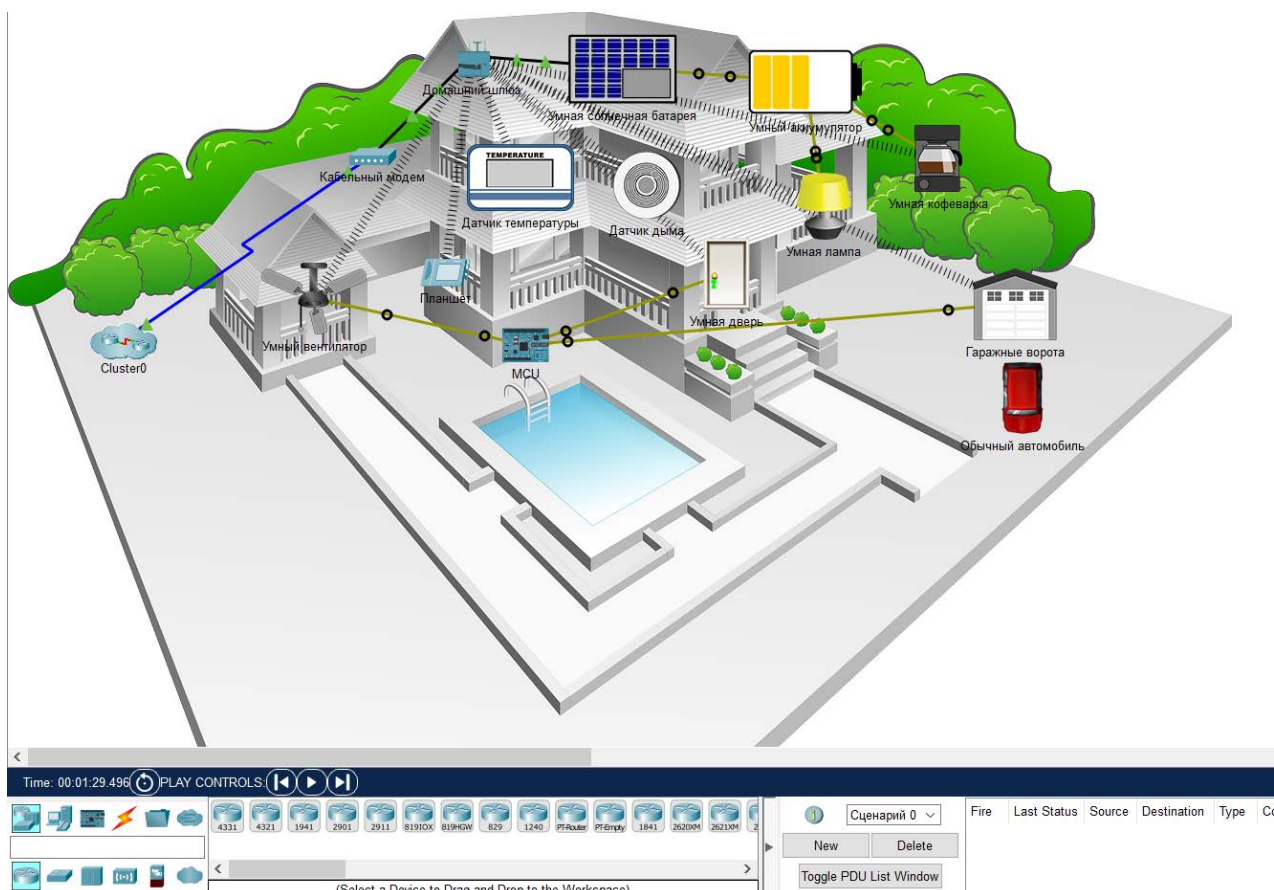 Домашний шлюз
Умная солнечная батарея
Умный аккумулятор
Кабельный модем
TEMPERATURE
Датчик температуры
Датчик дыма
Умная кофеварка
Умная лампа
Планшет
Умная дверь
Умный вентилятор
Cluster0
MCU
Гаражные ворота
Обычный автомобиль
Time: 00:01:29.496 PLAY CONTROLS:
4331 4321 1941 2901 2911 819IOX 819HGW 829 1240 PT-Router PT-Empty 1841 2620XM 2621XM 2
Сценарий 0
Fire Last Status Source Destination Type Co
New Delete
Toggle PDU List Window
(Select a Device to Drag and Drop to the Workspace)